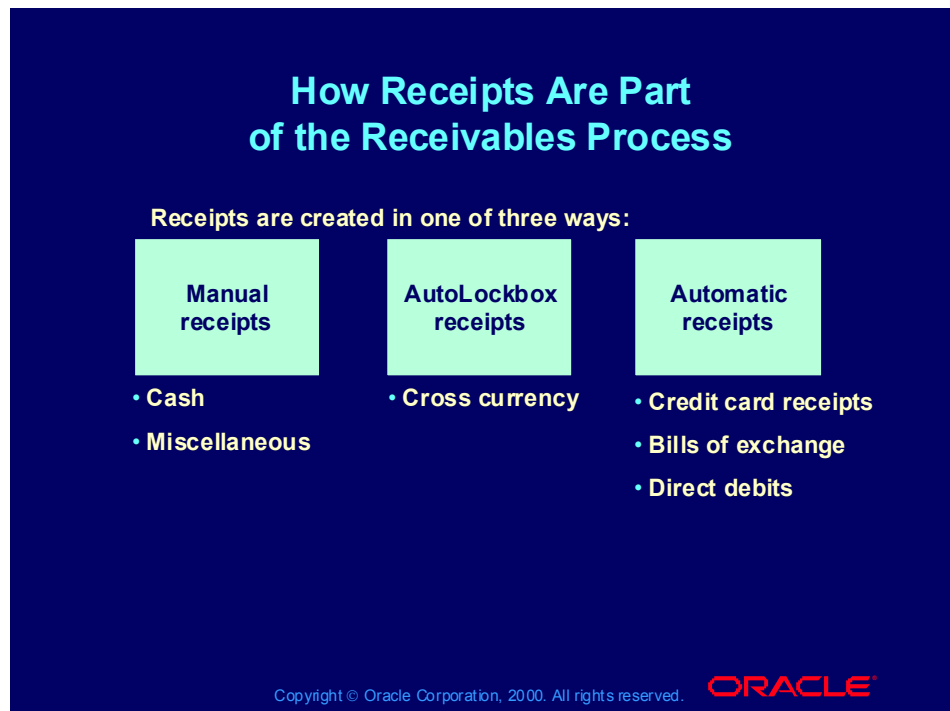 How Receipts Are Part
of the Receivables Process
Receipts are created in one of three ways:
Manual
receipts
• Cash
• Miscellaneous
AutoLockbox
receipts
• Cross currency
Automatic
receipts
• Credit card receipts
• Bills of exchange
• Direct debits
Copyright © Oracle Corporation, 2000. All rights reserved.
ORACLE®